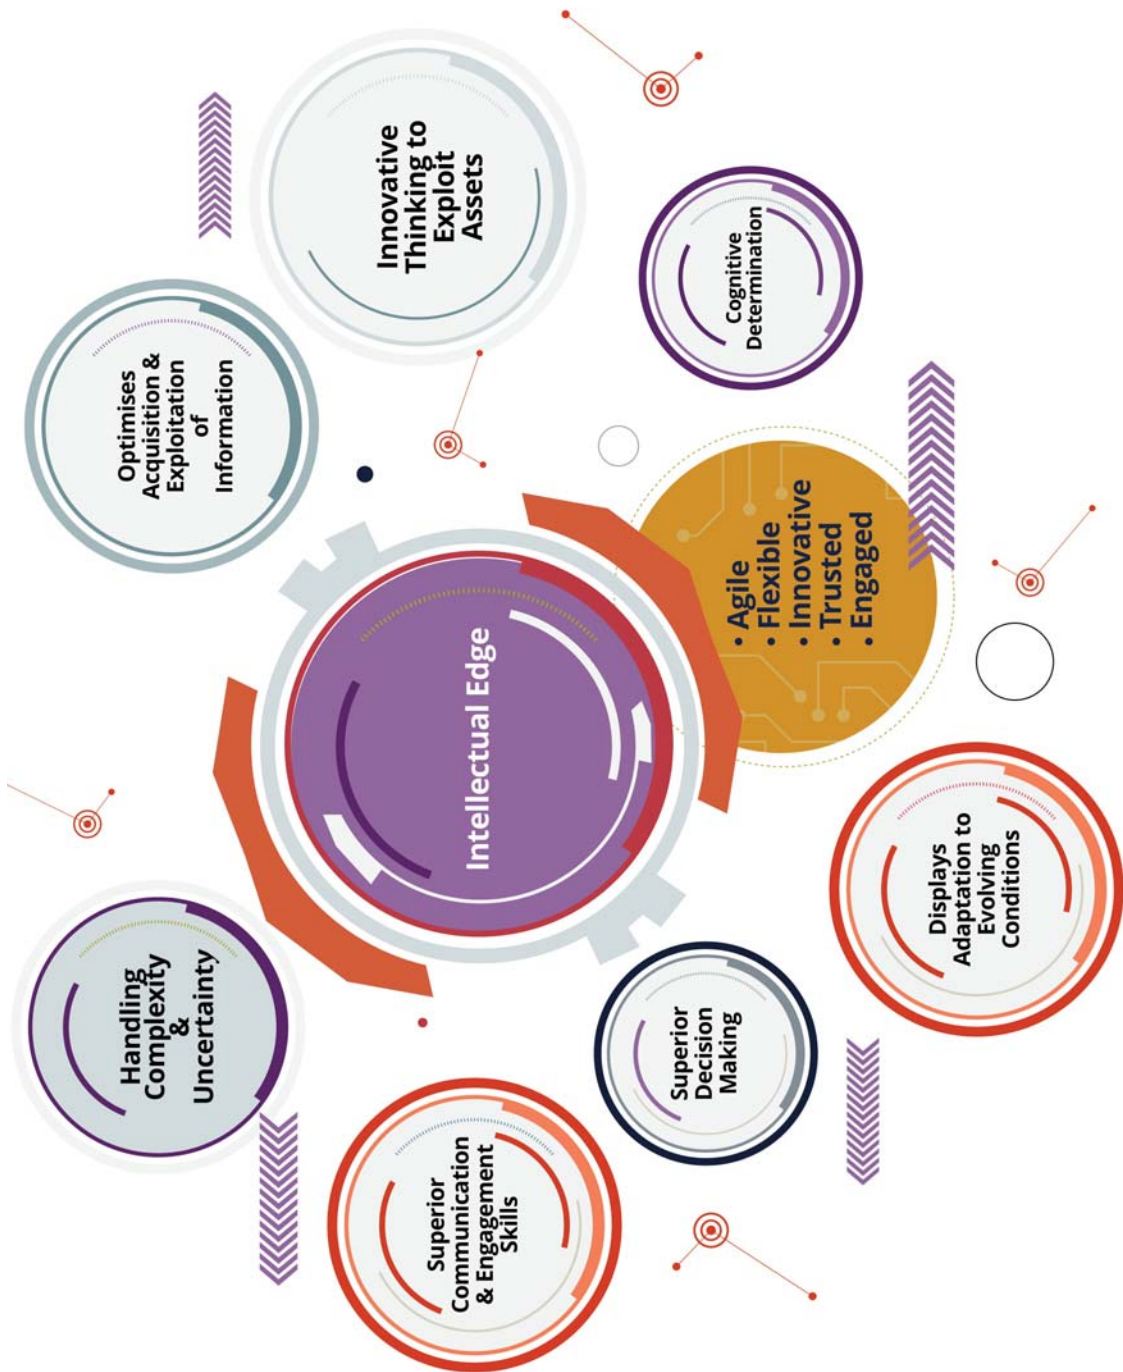 Handling
Complexity
&
Uncertainty
Optimises
Acquisition &
Exploitation
of
Information
Superior
Communication
& Engagement
Skills
Intellectual Edge
Innovative
Thinking to
Exploit
Assets
Superior
Decision
Making
• Agile
• Flexible
• Innovative
• Trusted
• Engaged
Cognitive
Determination
Displays
Adaptation to
Evolving
Conditions